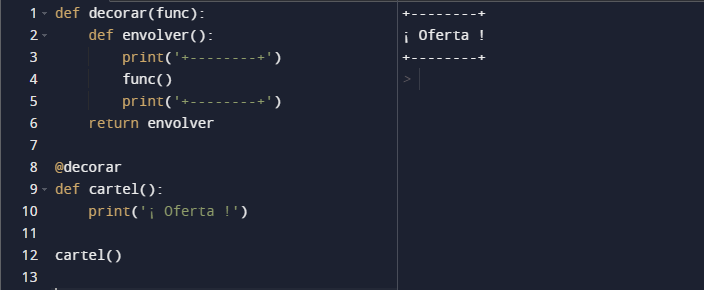 1 def decorar(func):
2 def envolver():
3 print('+--------+')
4 func()
5 print('+--------+')
6 return envolver
7
8 @decorar
9 def cartel():
10 print('¡ Oferta !')
11
12 cartel()
13
+--------+
¡ Oferta !
+--------+
>